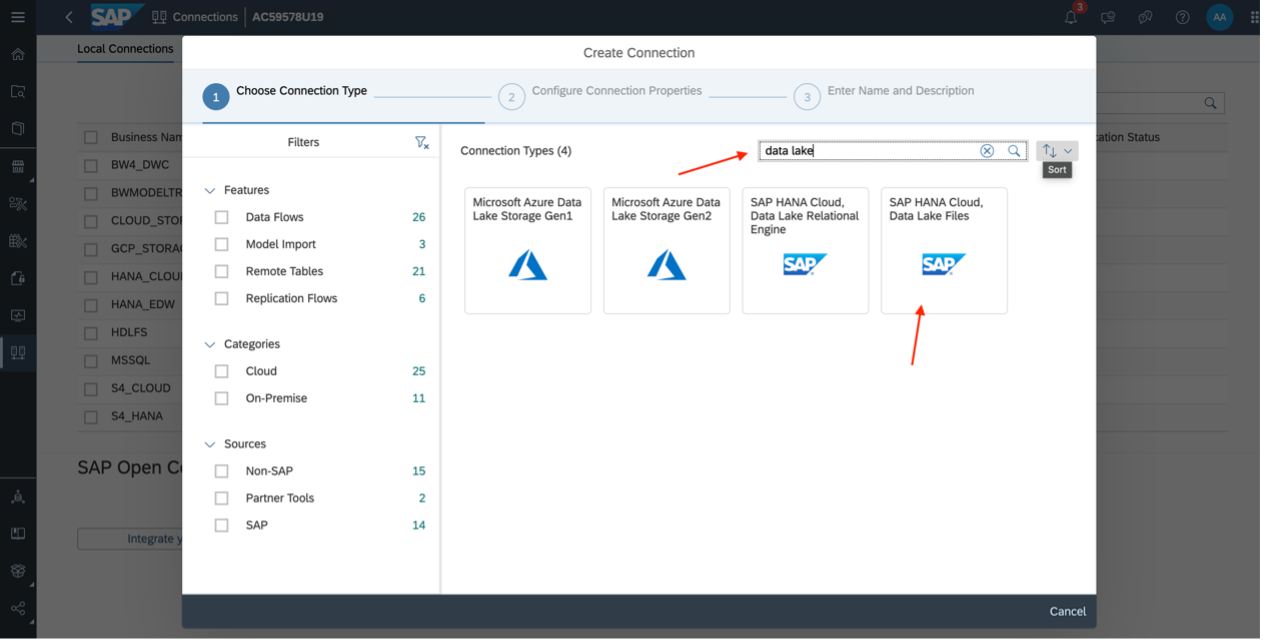 SAP Connections AC59578U19
3
AA
Local Connections
Create Connection
1 Choose Connection Type
2 Configure Connection Properties
3 Enter Name and Description
Filters
Features
Data Flows 26
Model Import 3
Remote Tables 21
Replication Flows 6
Categories
Cloud 25
On-Premise 11
Sources
Non-SAP 15
Partner Tools 2
SAP 14
Connection Types (4)
data lake
Sort
Microsoft Azure Data
Lake Storage Gen1
Microsoft Azure Data
Lake Storage Gen2
SAP HANA Cloud,
Data Lake Relational
Engine
SAP
SAP HANA Cloud,
Data Lake Files
SAP
Cancel
Business Nam
Status
BW4_DWC
BWMODELTR
CLOUD_STO
GCP_STORAG
HANA_CLOU
HANA_EDW
HDLFS
MSSQL
S4_CLOUD
S4_HANA
SAP Open C
Integrate y